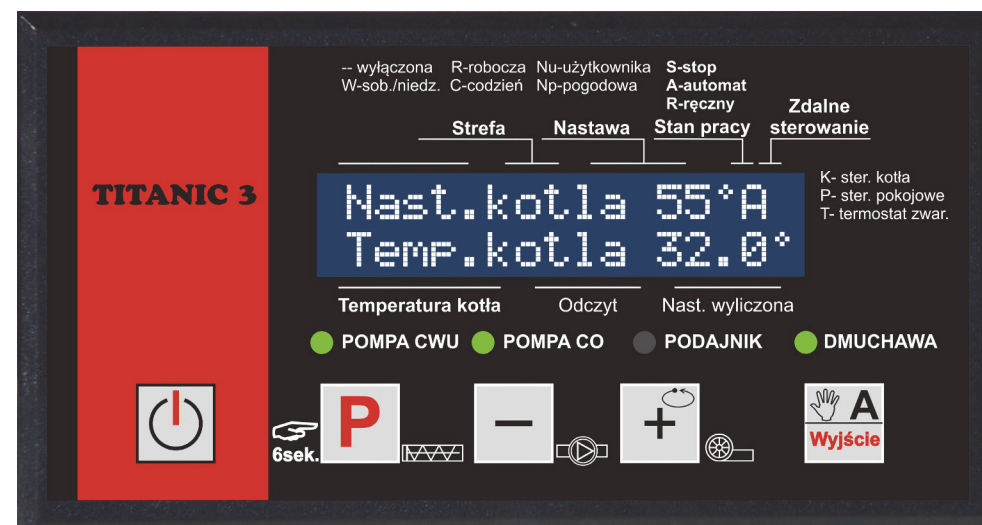 -- wyłączona R-robocza Nu-użytkownika S-stop
W-sob./niedz. C-codzień Np-pogodowa A-automat
R-ręczny
Zdalne
Strefa Nastawa Stan pracy sterowanie
TITANIC 3
K- ster. kotła
P- ster. pokojowe
T- termostat zwar.
Nast.kotla 55°A
Temp.kotla 32.0°
Temperatura kotła Odczyt Nast. wyliczona
POMPA CWU POMPA CO PODAJNIK DMUCHAWA
P − + A
6sek. Wyjście